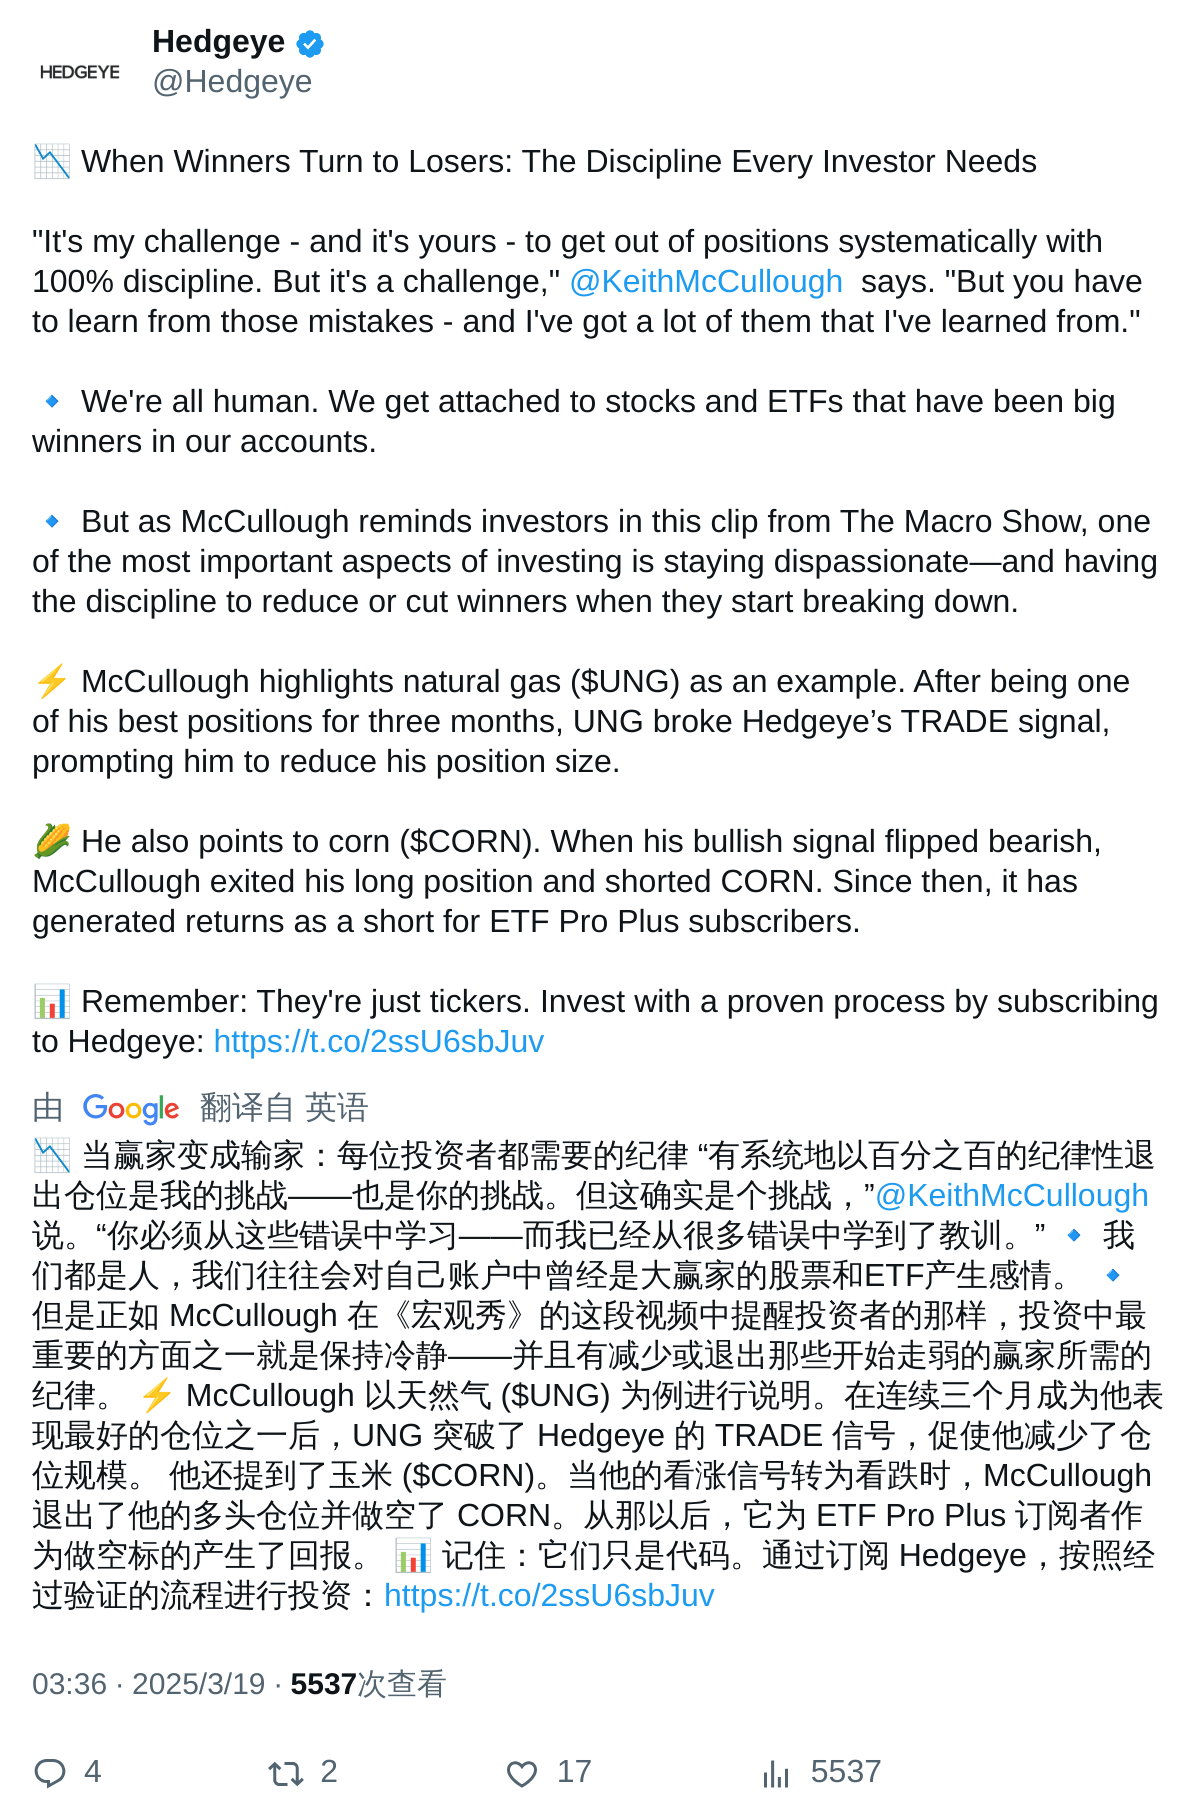 HEDGEYE
Hedgeye
@Hedgeye
📉 When Winners Turn to Losers: The Discipline Every Investor Needs
"It's my challenge - and it's yours - to get out of positions systematically with
100% discipline. But it's a challenge," @KeithMcCullough  says. "But you have
to learn from those mistakes - and I've got a lot of them that I've learned from."
🔹 We're all human. We get attached to stocks and ETFs that have been big
winners in our accounts.
🔹 But as McCullough reminds investors in this clip from The Macro Show, one
of the most important aspects of investing is staying dispassionate—and having
the discipline to reduce or cut winners when they start breaking down.
⚡ McCullough highlights natural gas ($UNG) as an example. After being one
of his best positions for three months, UNG broke Hedgeye’s TRADE signal,
prompting him to reduce his position size.
🌽 He also points to corn ($CORN). When his bullish signal flipped bearish,
McCullough exited his long position and shorted CORN. Since then, it has
generated returns as a short for ETF Pro Plus subscribers.
📊 Remember: They're just tickers. Invest with a proven process by subscribing
to Hedgeye: https://t.co/2ssU6sbJuv
由 Google 翻译自 英语
📉 当赢家变成输家：每位投资者都需要的纪律 “有系统地以百分之百的纪律性退
出仓位是我的挑战——也是你的挑战。但这确实是个挑战，”@KeithMcCullough
说。“你必须从这些错误中学习——而我已经从很多错误中学到了教训。” 🔹 我
们都是人，我们往往会对自己账户中曾经是大赢家的股票和ETF产生感情。 🔹
但是正如 McCullough 在《宏观秀》的这段视频中提醒投资者的那样，投资中最
重要的方面之一就是保持冷静——并且有减少或退出那些开始走弱的赢家所需的
纪律。 ⚡ McCullough 以天然气 ($UNG) 为例进行说明。在连续三个月成为他表
现最好的仓位之一后，UNG 突破了 Hedgeye 的 TRADE 信号，促使他减少了仓
位规模。 他还提到了玉米 ($CORN)。当他的看涨信号转为看跌时，McCullough
退出了他的多头仓位并做空了 CORN。从那以后，它为 ETF Pro Plus 订阅者作
为做空标的产生了回报。 📊 记住：它们只是代码。通过订阅 Hedgeye，按照经
过验证的流程进行投资：https://t.co/2ssU6sbJuv
03:36 · 2025/3/19 · 5537次查看
4 2 17 5537